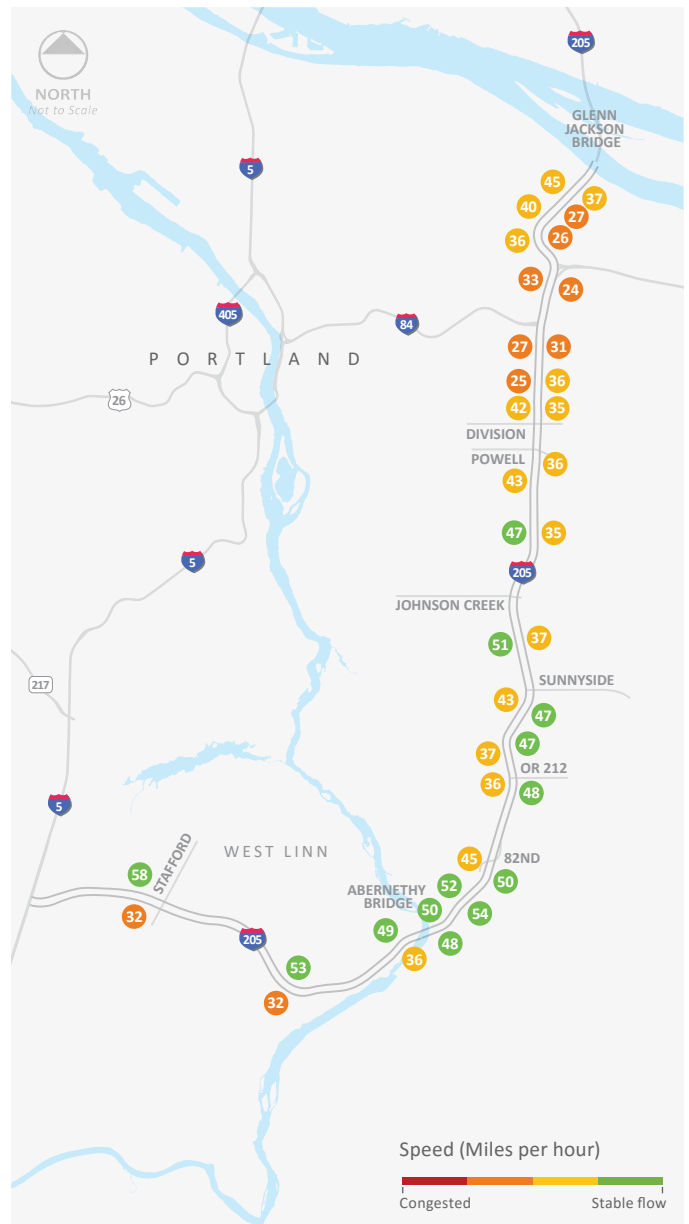 205
NORTH
Not to Scale
GLENN
JACKSON
BRIDGE
5
45
37
40
27
36
26
33
24
405
84
27
31
PORTLAND
25
36
26
42
35
DIVISION
POWELL
36
43
47
35
5
205
JOHNSON CREEK
51
37
217
SUNNYSIDE
43
47
47
37
OR 212
36
48
5
STAFFORD
WEST LINN
45
82ND
58
ABERNETHY
BRIDGE
52
50
32
50
54
49
205
48
36
53
32
Speed (Miles per hour)
Congested
Stable flow